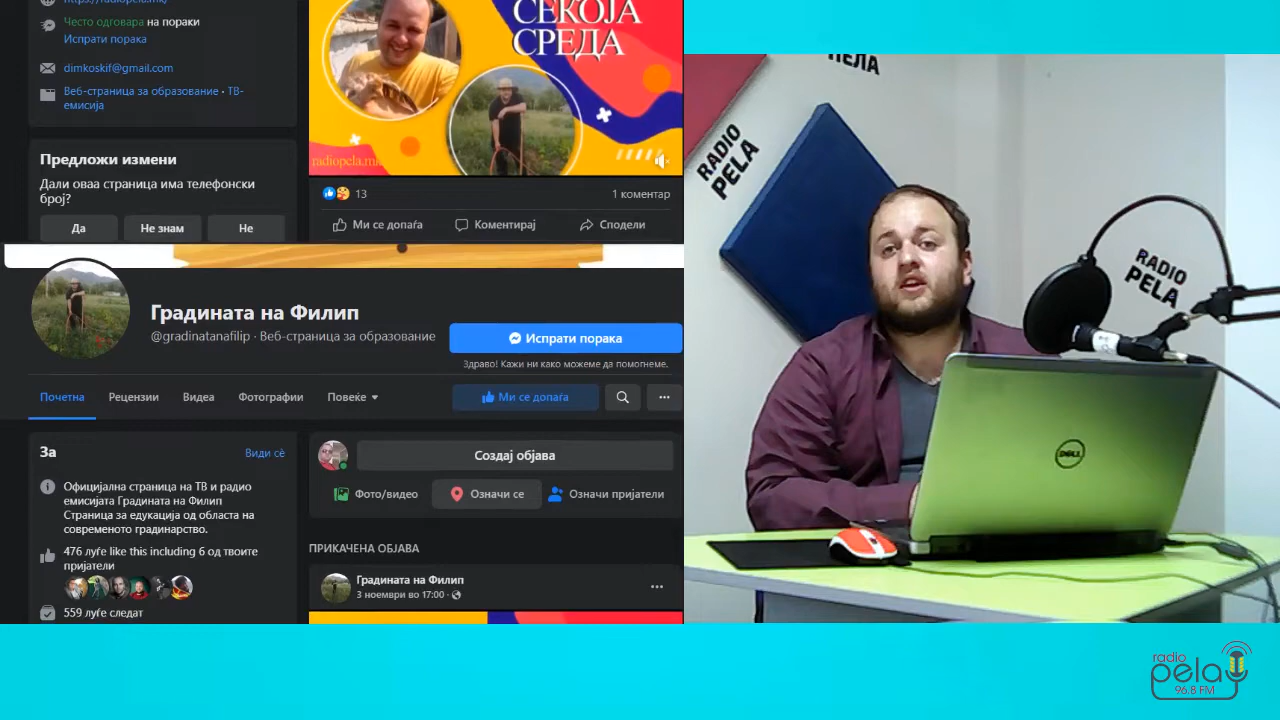 https://radiopela.mk/
Често одговара на пораки
Испрати порака
dimkoskif@gmail.com
Веб-страница за образование · ТВ-
емисија
Предложи измени
Дали оваа страница има телефонски
број?
Да
Не знам
Не
СЕКОЈА
СРЕДА
radiopela.mk
13
1 коментар
Ми се допаѓа
Коментирај
Сподели
Градината на Филип
@gradinatanafilip · Веб-страница за образование
Испрати порака
Здраво! Кажи ни како можеме да помогнеме.
Почетна
Рецензии
Видеа
Фотографии
Повеќе
Ми се допаѓа
За
Види сѐ
Официјална страница на ТВ и радио
емисијата Градината на Филип
Страница за едукација од областа на
современото градинарство.
476 луѓе like this including 6 од твоите
пријатели
559 луѓе следат
Создај објава
Фото/видео
Означи се
Означи пријатели
ПРИКАЧЕНА ОБЈАВА
Градината на Филип
3 ноември во 17:00 ·
ПЕЛА
RADIO
PELA
RADIO
PELA
DELL
radio
pela
96.8 FM